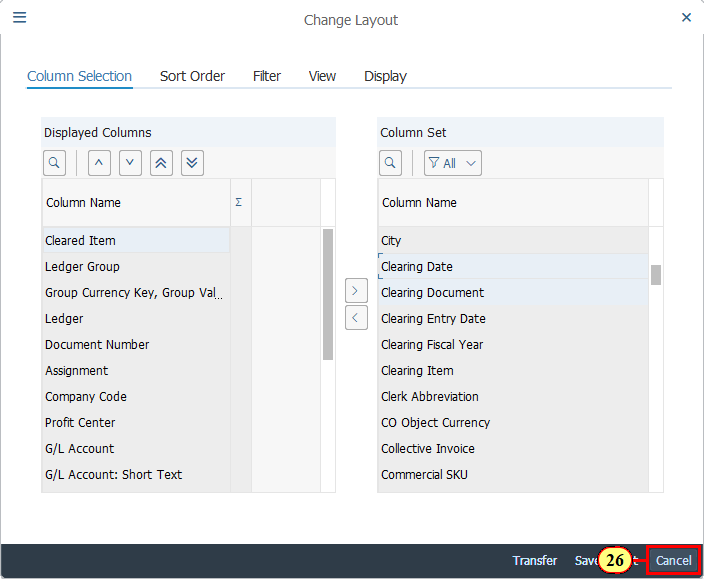 Change Layout
Column Selection Sort Order Filter View Display
Displayed Columns
Column Set
All
Column Name Σ
Column Name
Cleared Item
Ledger Group
Group Currency Key, Group Val
Ledger
Document Number
Assignment
Company Code
Profit Center
G/L Account
G/L Account: Short Text
City
Clearing Date
Clearing Document
Clearing Entry Date
Clearing Fiscal Year
Clearing Item
Clerk Abbreviation
CO Object Currency
Collective Invoice
Commercial SKU
Transfer 26 Cancel